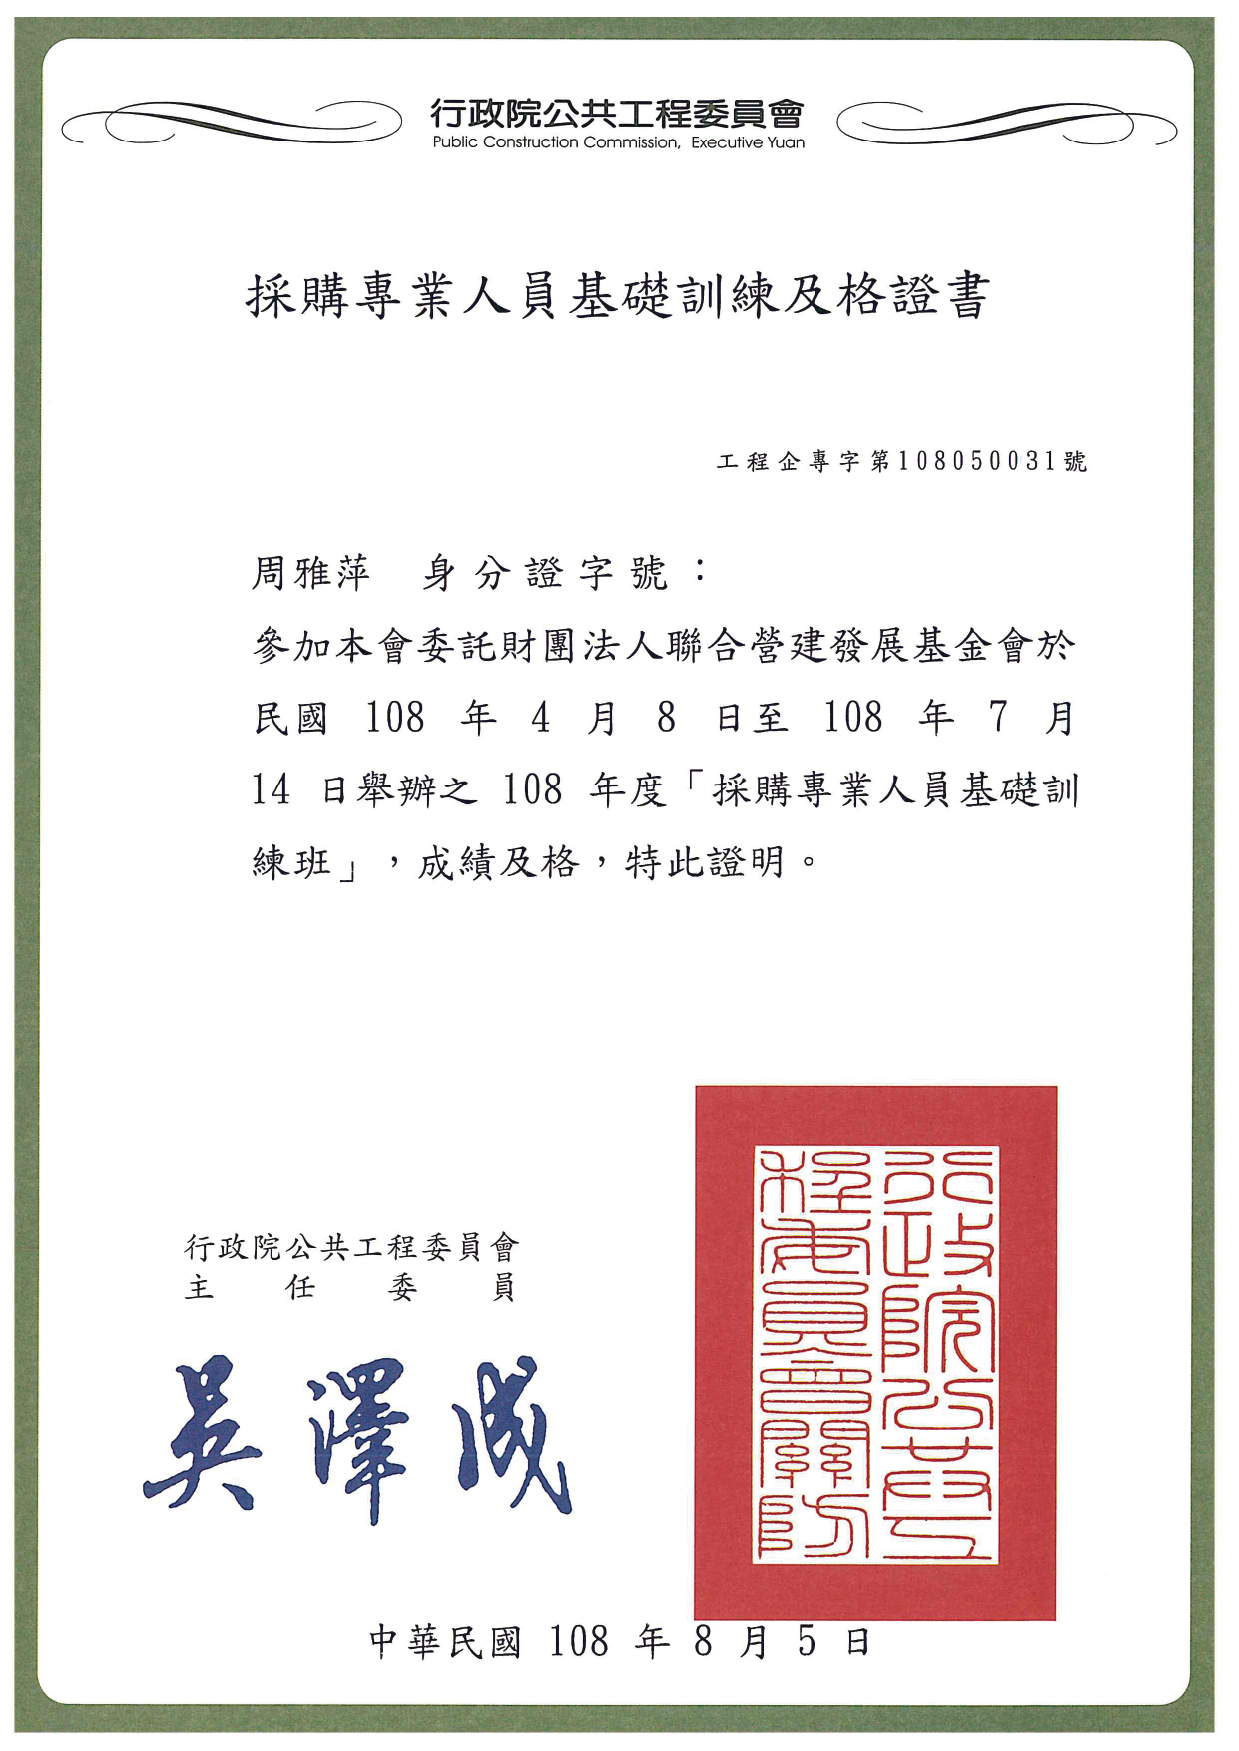 行政院公共工程委員會
Public Construction Commission, Executive Yuan
採購專業人員基礎訓練及格證書
工程企專字第108050031號
周雅萍 身分證字號：
參加本會委託財團法人聯合營建發展基金會於
民國 108 年 4 月 8 日至 108 年 7 月
14 日舉辦之 108 年度「採購專業人員基礎訓
練班」，成績及格，特此證明。
行政院公共工程委員會
主任委員
吳澤成
行政院公共工
程委員會關防
中華民國 108 年 8 月 5 日